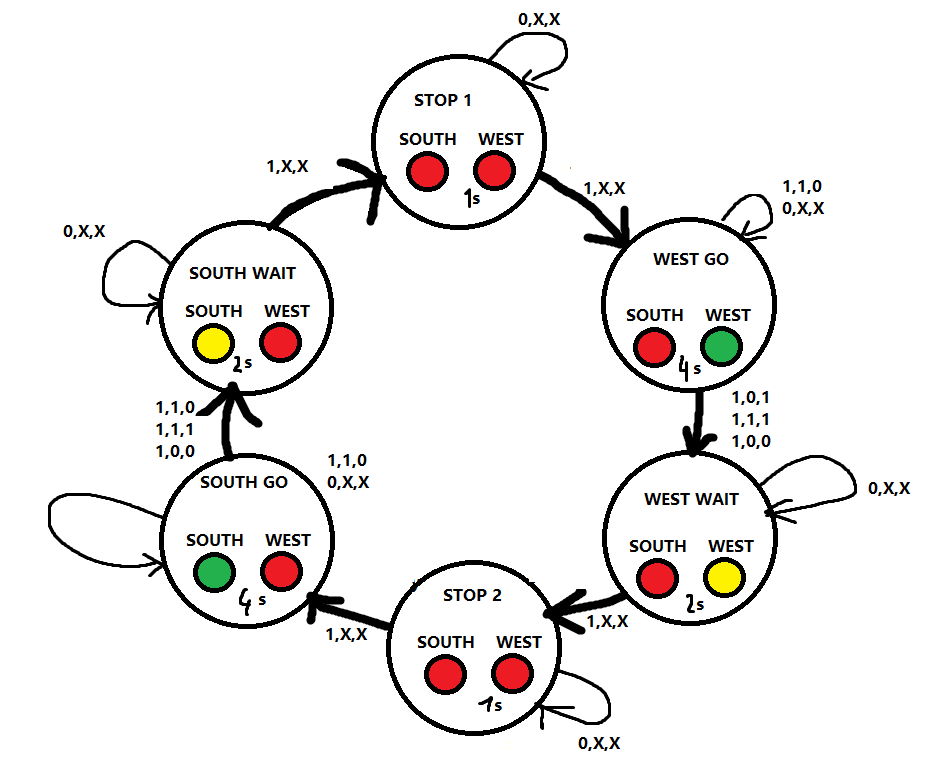 0,X,X
STOP 1
SOUTH WEST
1s
1,X,X
1,X,X
1,1,0
0,X,X
WEST GO
SOUTH WEST
4s
0,X,X
SOUTH WAIT
SOUTH WEST
2s
1,0,1
1,1,1
1,0,0
1,1,0
1,1,1
1,0,0
1,1,0
0,X,X
SOUTH GO
SOUTH WEST
4s
WEST WAIT
SOUTH WEST
2s
0,X,X
1,X,X
STOP 2
SOUTH WEST
1s
1,X,X
0,X,X